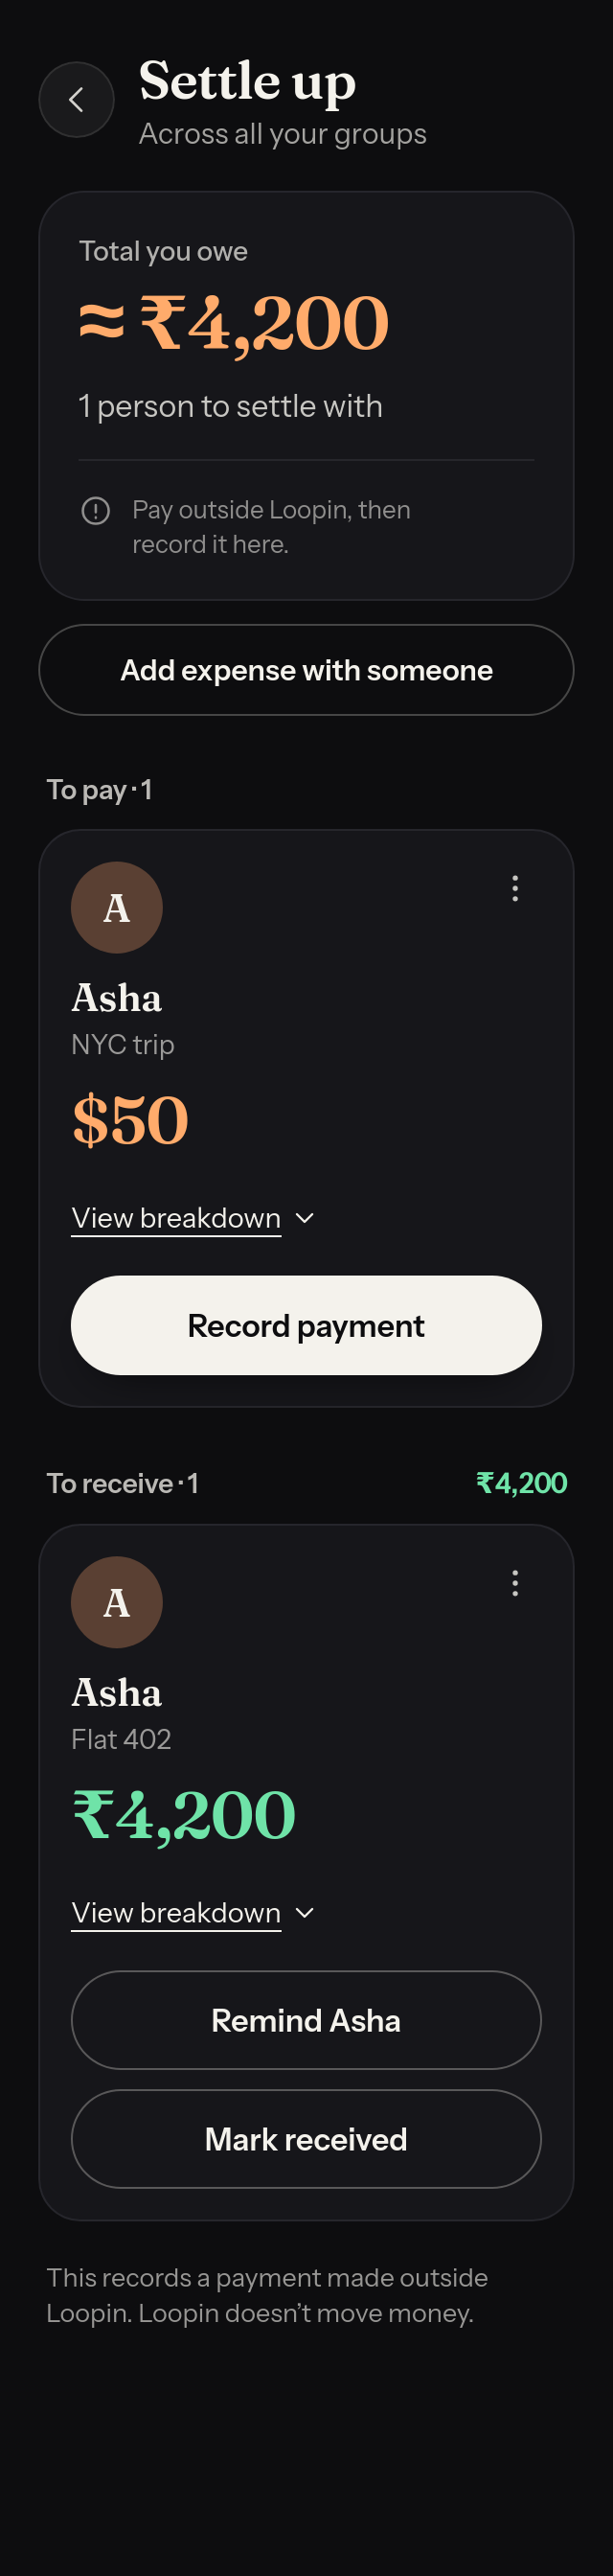 Settle up
Across all your groups
Total you owe
≈ ₹4,200
1 person to settle with
Pay outside Loopin, then
record it here.
Add expense with someone
To pay · 1
A
Asha
NYC trip
$50
View breakdown
Record payment
To receive · 1
₹4,200
A
Asha
Flat 402
₹4,200
View breakdown
Remind Asha
Mark received
This records a payment made outside
Loopin. Loopin doesn’t move money.